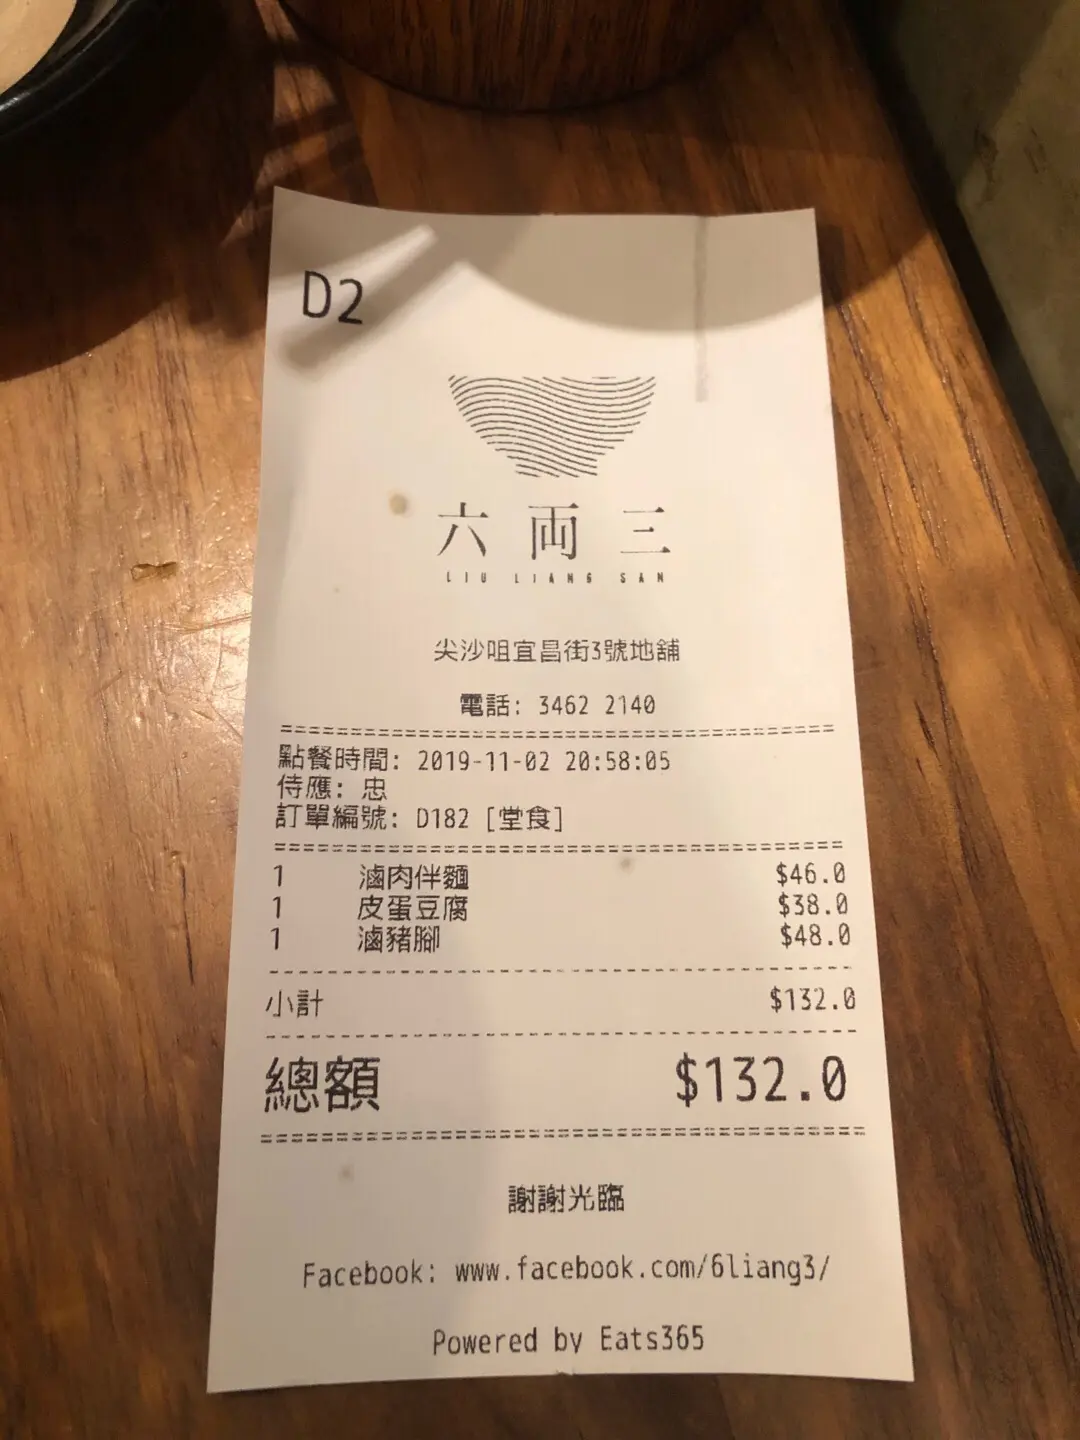 D2
六両三
LIU LIANG SAN
尖沙咀宜昌街3號地舖
電話: 3462 2140
點餐時間: 2019-11-02 20:58:05
侍應: 忠
訂單編號: D182 [堂食]
1 滷肉伴麵 $46.0
1 皮蛋豆腐 $38.0
1 滷豬腳 $48.0
小計 $132.0
總額 $132.0
謝謝光臨
Facebook: www.facebook.com/6liang3/
Powered by Eats365